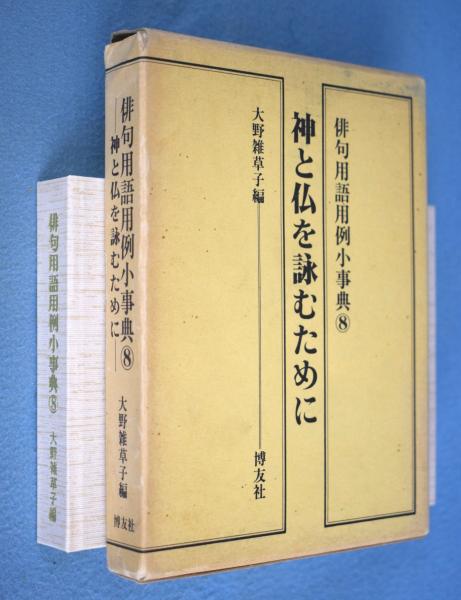 俳句用語用例小事典⑧
神と仏を詠むために
大野雑草子編
博友社
俳句用語用例小事典⑧
神と仏を詠むために
大野雑草子編
博友社
俳句用語用例小事典⑧
大野雑草子編